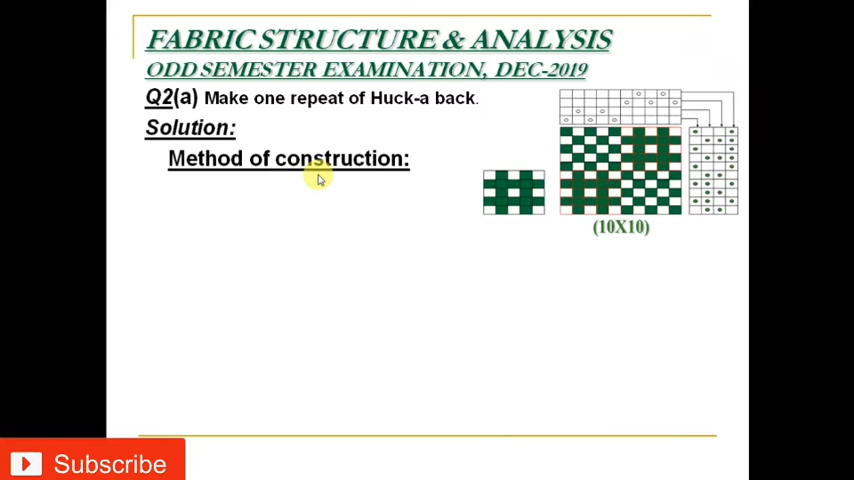 FABRIC STRUCTURE & ANALYSIS
ODD SEMESTER EXAMINATION, DEC-2019
Q2(a) Make one repeat of Huck-a back.
Solution:
Method of construction:
(10X10)
Subscribe